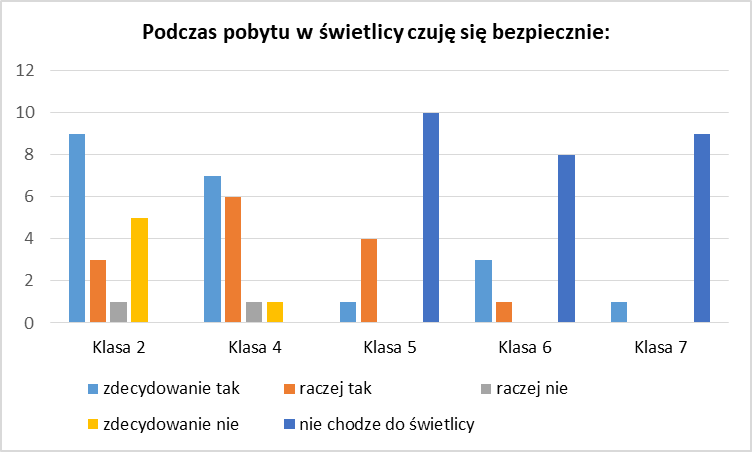 Podczas pobytu w świetlicy czuję się bezpiecznie:
12
10
8
6
4
2
0
Klasa 2 Klasa 4 Klasa 5 Klasa 6 Klasa 7
zdecydowanie tak raczej tak raczej nie
zdecydowanie nie nie chodze do świetlicy